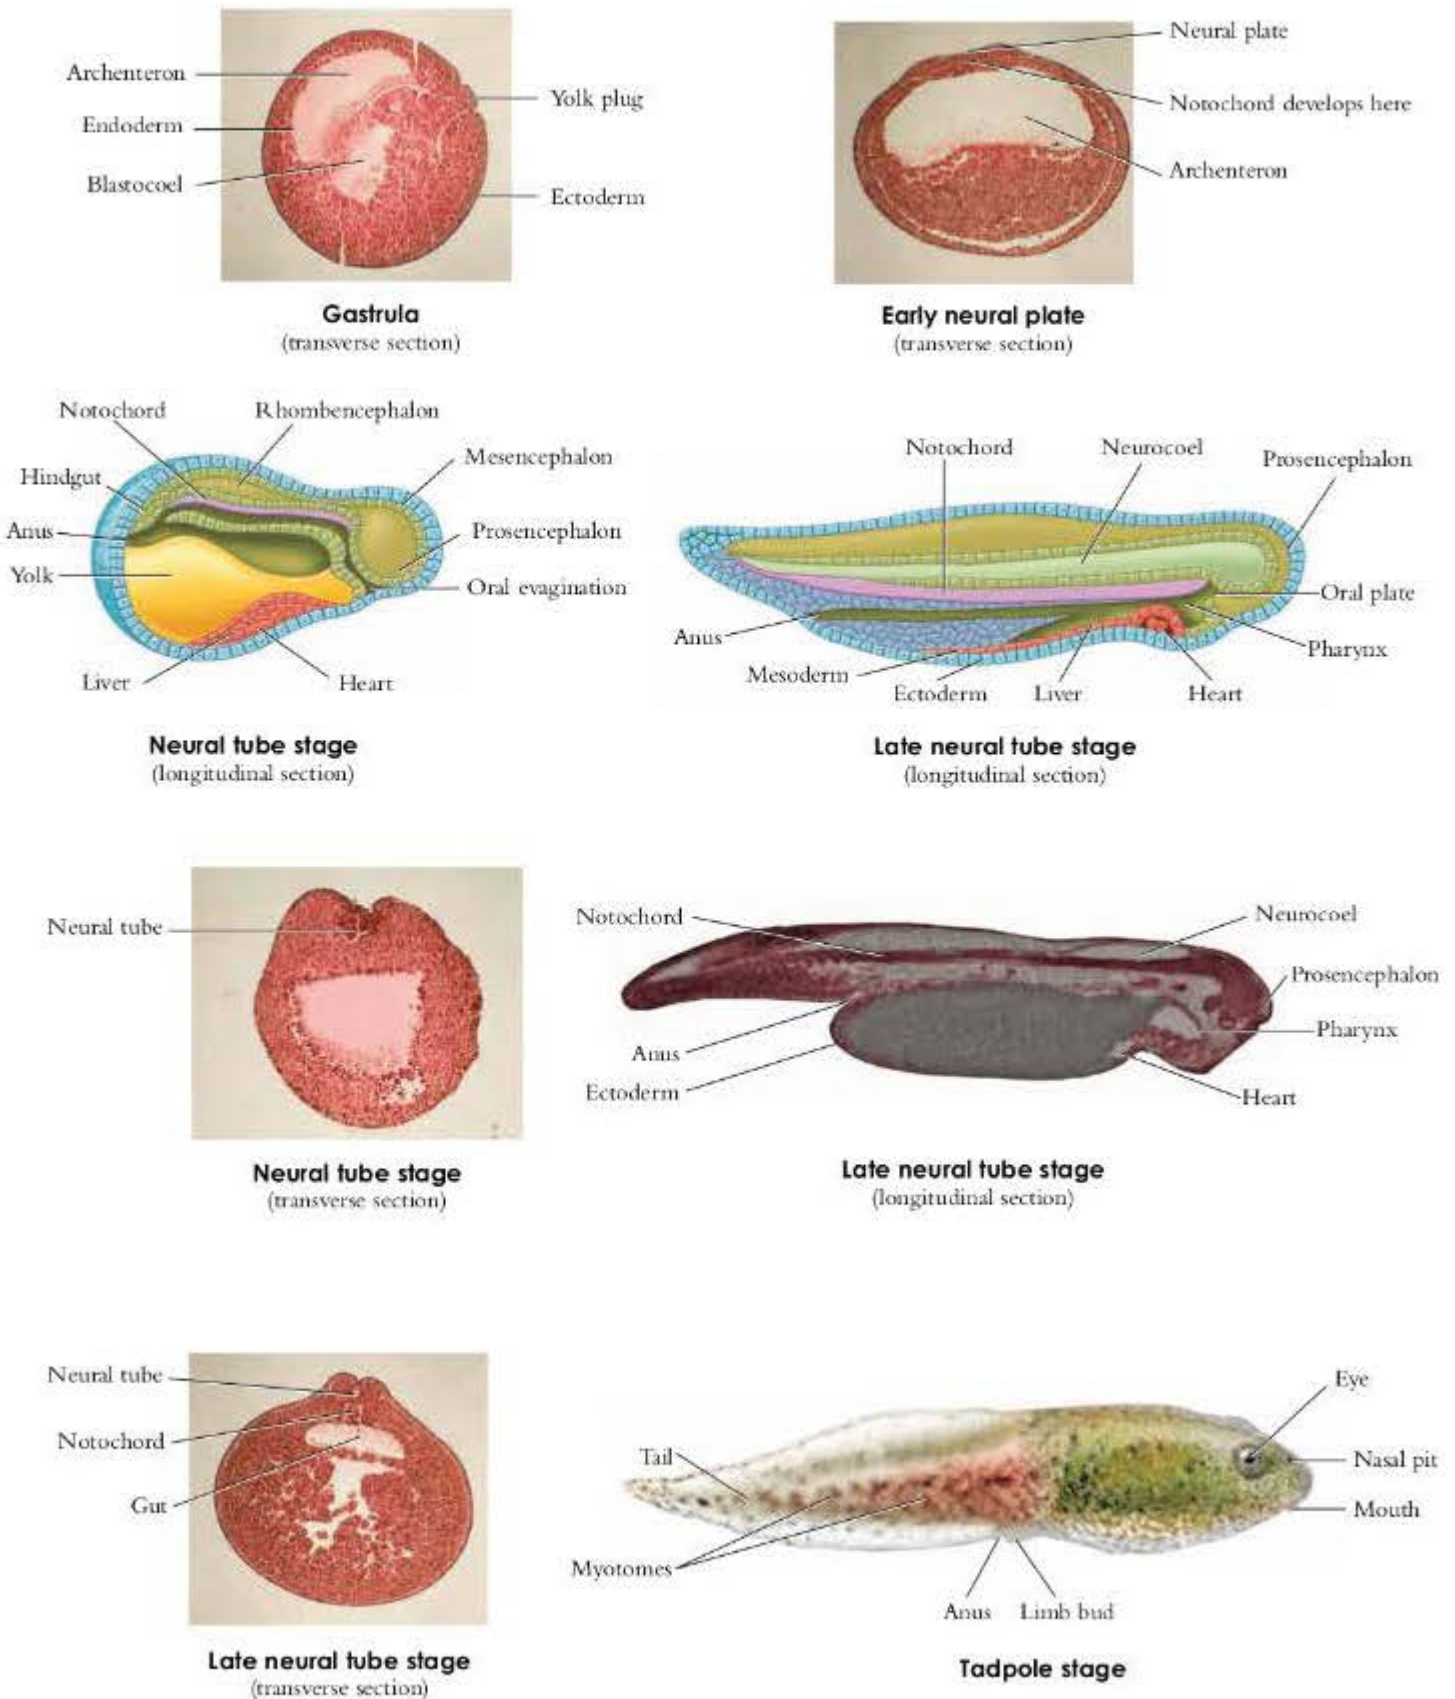 Archenteron
Endoderm
Blastocoel
Yolk plug
Ectoderm
Gastrula
(transverse section)
Neural plate
Notochord develops here
Archenteron
Early neural plate
(transverse section)
Notochord
Rhombencephalon
Hindgut
Mesencephalon
Anus
Prosencephalon
Yolk
Oral evagination
Liver
Heart
Neural tube stage
(longitudinal section)
Notochord
Neurocoel
Prosencephalon
Oral plate
Anus
Pharynx
Mesoderm
Ectoderm
Liver
Heart
Late neural tube stage
(longitudinal section)
Neural tube
Neural tube stage
(transverse section)
Notochord
Neurocoel
Prosencephalon
Pharynx
Anus
Ectoderm
Heart
Late neural tube stage
(longitudinal section)
Neural tube
Notochord
Gut
Late neural tube stage
(transverse section)
Eye
Tail
Nasal pit
Mouth
Myotomes
Anus
Limb bud
Tadpole stage